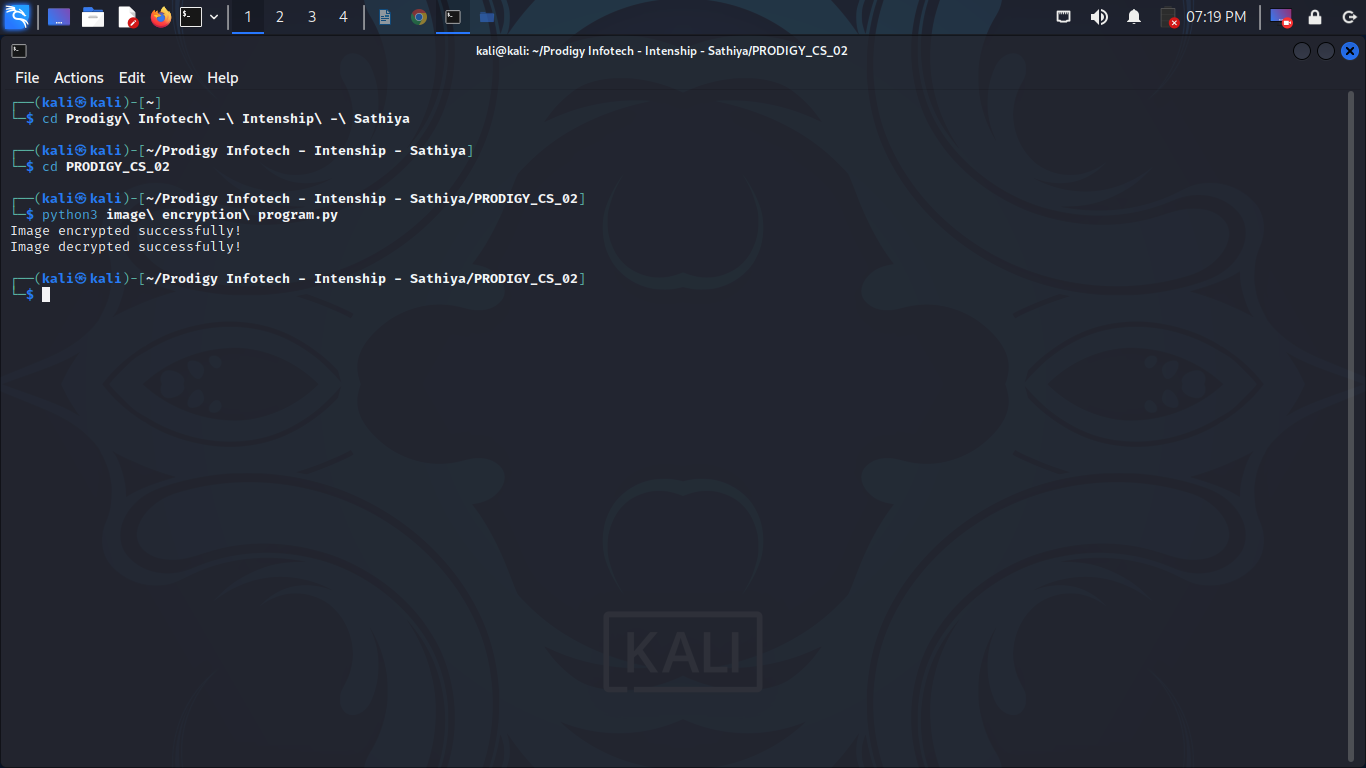 1 2 3 4 07:19 PM
kali@kali: ~/Prodigy Infotech - Intenship - Sathiya/PRODIGY_CS_02
File Actions Edit View Help
┌──(kali㉿kali)-[~]
└─$ cd Prodigy\ Infotech\ -\ Intenship\ -\ Sathiya
┌──(kali㉿kali)-[~/Prodigy Infotech - Intenship - Sathiya]
└─$ cd PRODIGY_CS_02
┌──(kali㉿kali)-[~/Prodigy Infotech - Intenship - Sathiya/PRODIGY_CS_02]
└─$ python3 image\ encryption\ program.py
Image encrypted successfully!
Image decrypted successfully!
┌──(kali㉿kali)-[~/Prodigy Infotech - Intenship - Sathiya/PRODIGY_CS_02]
└─$
KALI